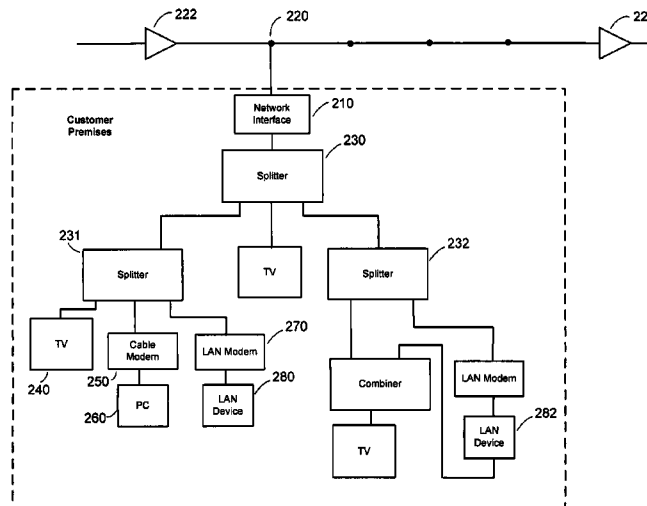 222
220
22
Network
Interface
210
Customer
Premises
230
Splitter
231
232
Splitter
TV
Splitter
TV
Cable
Modem
LAN Modem
270
240
250
260
PC
LAN
Device
280
Combiner
LAN Modem
TV
LAN
Device
282